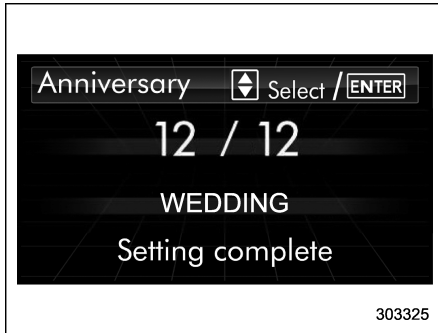 Anniversary Select / ENTER
12 / 12
WEDDING
Setting complete
303325